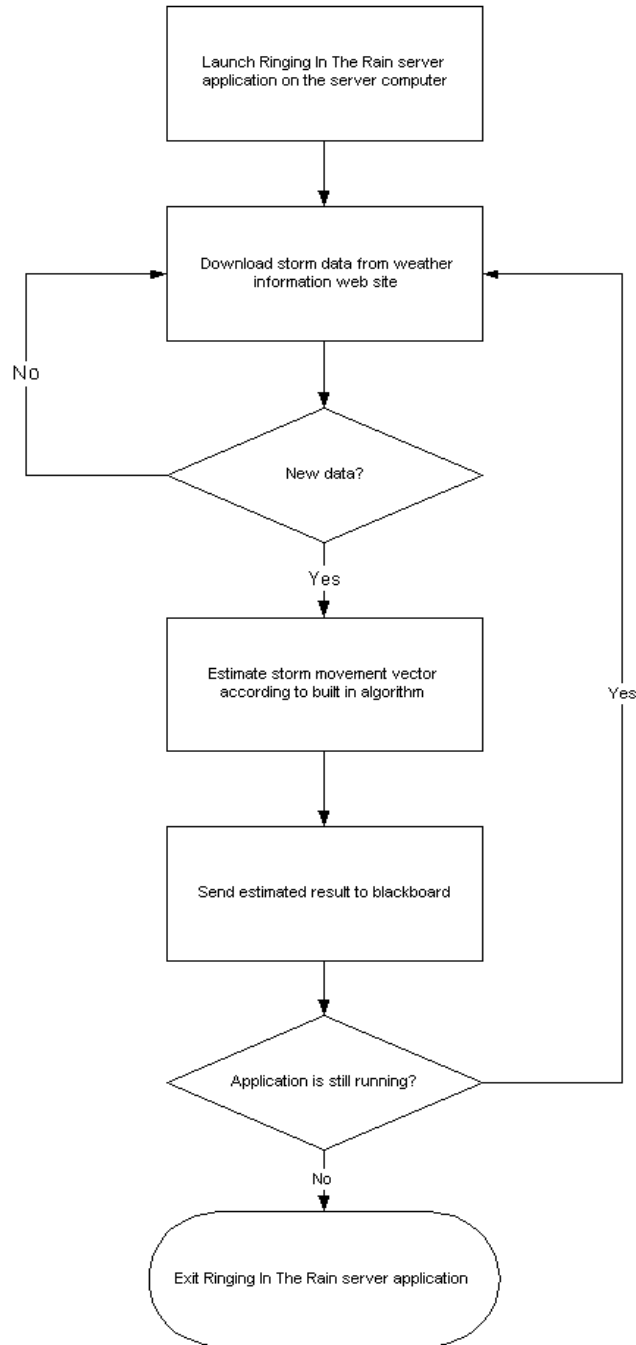 Launch Ringing In The Rain server
application on the server computer
Download storm data from weather
information web site
No
New data?
Yes
Estimate storm movement vector
according to built in algorithm
Yes
Send estimated result to blackboard
Application is still running?
No
Exit Ringing In The Rain server application